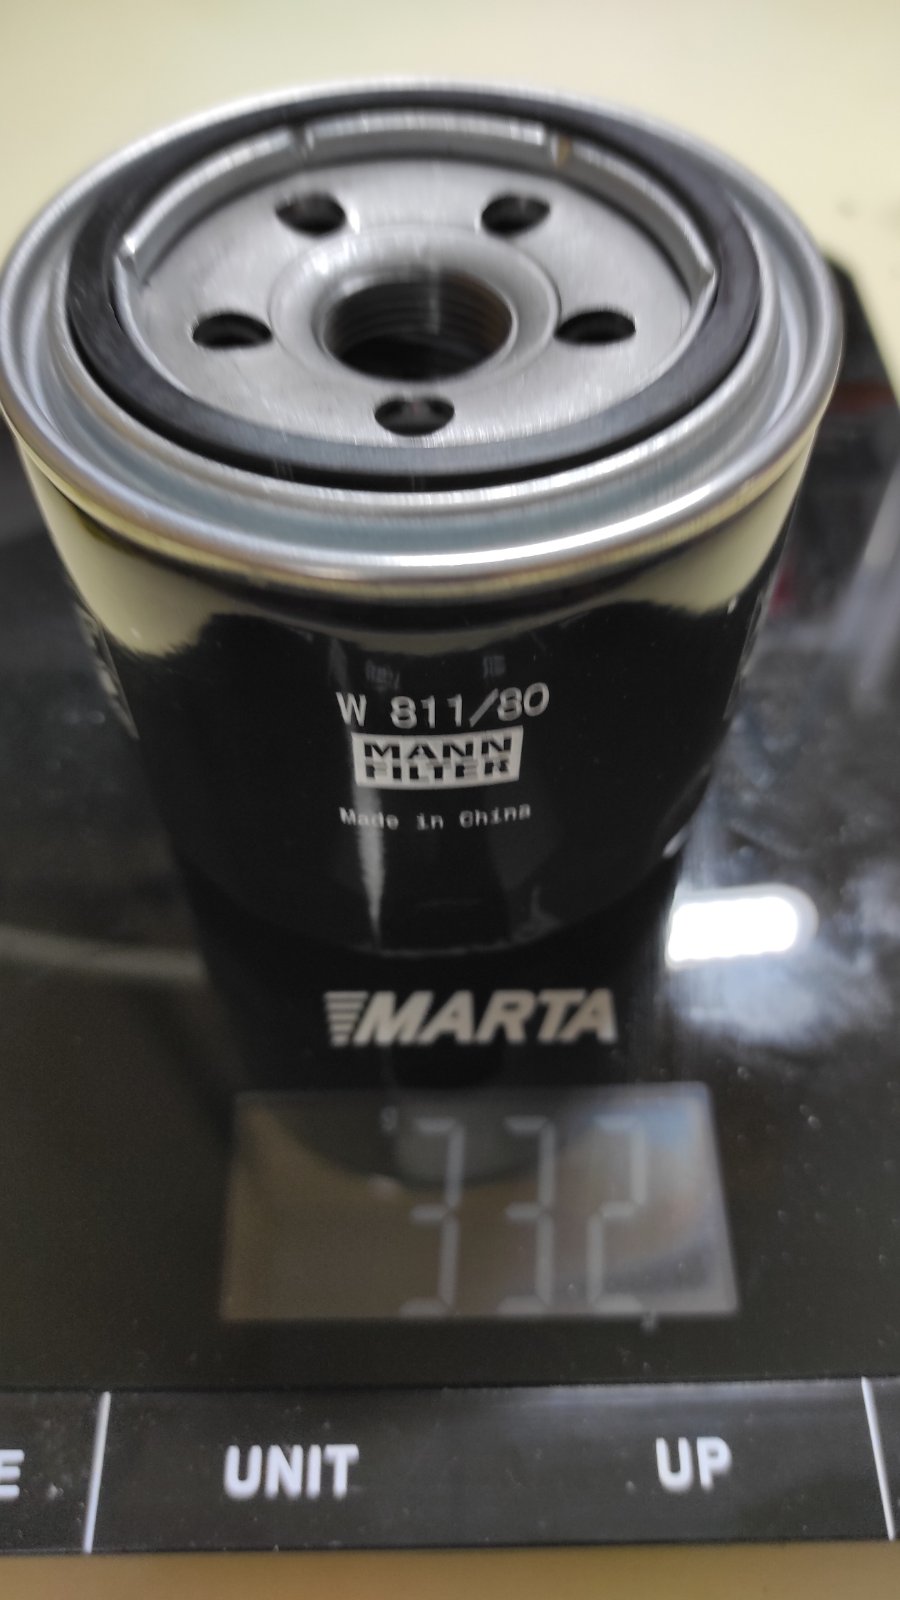 W 811/80
MANN
FILTER
Made in China
MARTA
332
E
UNIT
UP